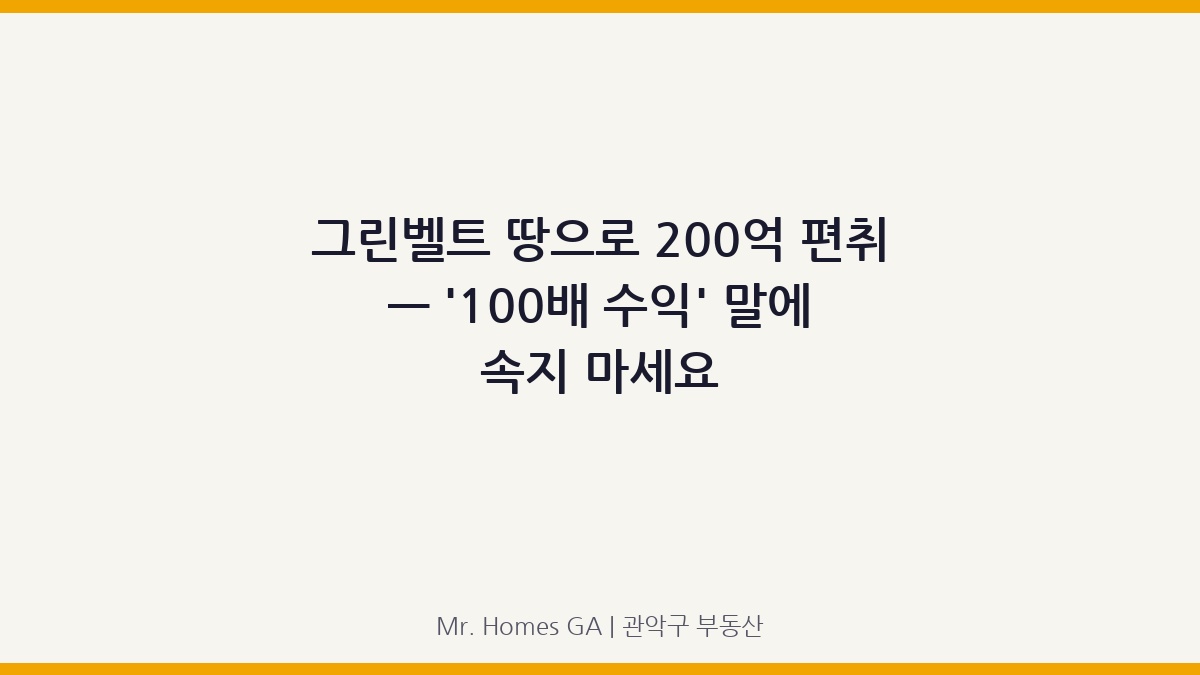 그린벨트 땅으로 200억 편취
— '100배 수익' 말에
속지 마세요
Mr. Homes GA | 관악구 부동산